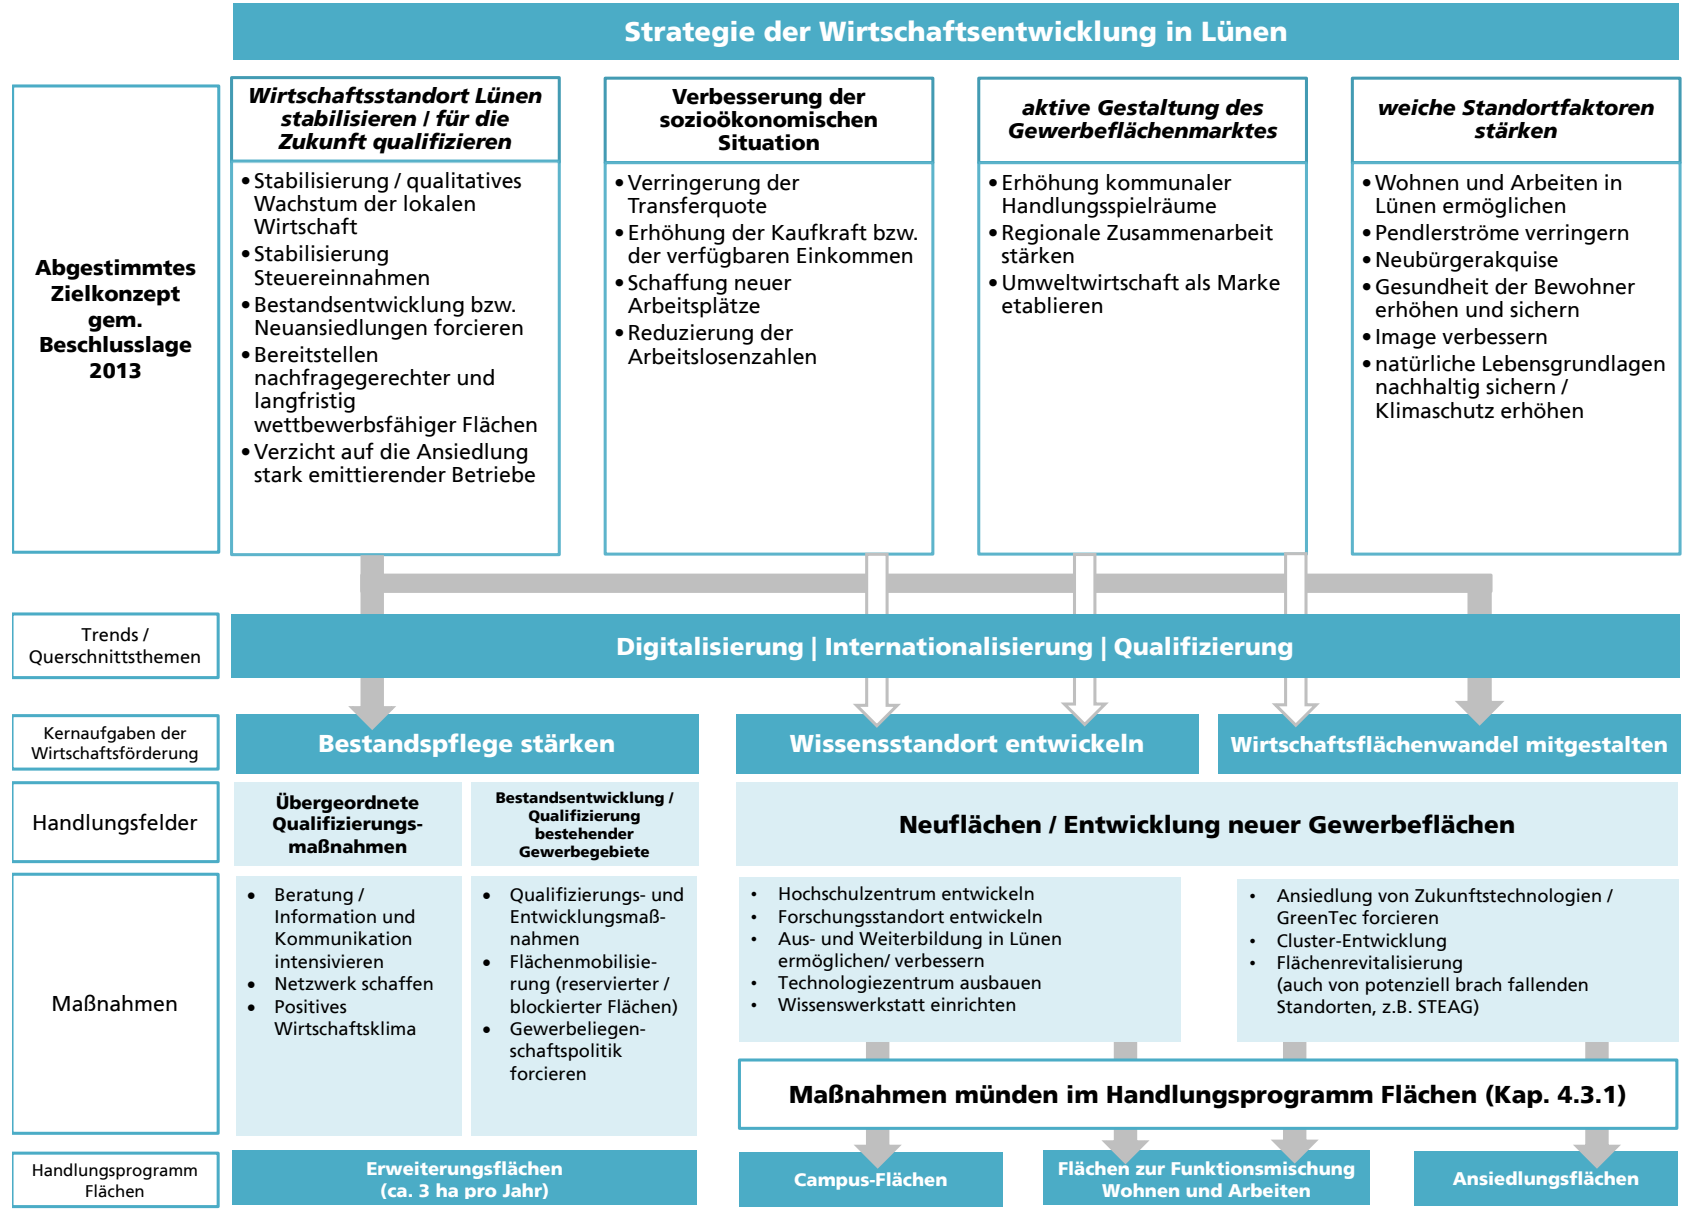 Strategie der Wirtschaftsentwicklung in Lünen
Abgestimmtes
Zielkonzept
gem.
Beschlusslage
2013
Wirtschaftsstandort Lünen
stabilisieren / für die
Zukunft qualifizieren
• Stabilisierung / qualitatives
Wachstum der lokalen
Wirtschaft
• Stabilisierung
Steuereinnahmen
• Bestandsentwicklung bzw.
Neuansiedlungen forcieren
• Bereitstellen
nachfragegerechter und
langfristig
wettbewerbsfähiger Flächen
• Verzicht auf die Ansiedlung
stark emittierender Betriebe
Verbesserung der
sozioökonomischen
Situation
• Verringerung der
Transferquote
• Erhöhung der Kaufkraft bzw.
der verfügbaren Einkommen
• Schaffung neuer
Arbeitsplätze
• Reduzierung der
Arbeitslosenzahlen
aktive Gestaltung des
Gewerbeflächenmarktes
• Erhöhung kommunaler
Handlungsspielräume
• Regionale Zusammenarbeit
stärken
• Umweltwirtschaft als Marke
etablieren
weiche Standortfaktoren
stärken
• Wohnen und Arbeiten in
Lünen ermöglichen
• Pendlerströme verringern
• Neubürgerakquise
• Gesundheit der Bewohner
erhöhen und sichern
• Image verbessern
• natürliche Lebensgrundlagen
nachhaltig sichern /
Klimaschutz erhöhen
Trends /
Querschnittsthemen
Digitalisierung | Internationalisierung | Qualifizierung
Kernaufgaben der
Wirtschaftsförderung
Bestandspflege stärken
Wissensstandort entwickeln
Wirtschaftsflächenwandel mitgestalten
Handlungsfelder
Übergeordnete
Qualifizierungs-
maßnahmen
Bestandsentwicklung /
Qualifizierung
bestehender
Gewerbegebiete
Neuflächen / Entwicklung neuer Gewerbeflächen
Maßnahmen
• Beratung /
Information und
Kommunikation
intensivieren
• Netzwerk schaffen
• Positives
Wirtschaftsklima
• Qualifizierungs- und
Entwicklungsmaß-
nahmen
• Flächenmobilisie-
rung (reservierter /
blockierter Flächen)
• Gewerbeliegen-
schaftspolitik
forcieren
• Hochschulzentrum entwickeln
• Forschungsstandort entwickeln
• Aus- und Weiterbildung in Lünen
ermöglichen/ verbessern
• Technologiezentrum ausbauen
• Wissenswerkstatt einrichten
• Ansiedlung von Zukunftstechnologien /
GreenTec forcieren
• Cluster-Entwicklung
• Flächenrevitalisierung
(auch von potenziell brach fallenden
Standorten, z.B. STEAG)
Maßnahmen münden im Handlungsprogramm Flächen (Kap. 4.3.1)
Handlungsprogramm
Flächen
Erweiterungsflächen
(ca. 3 ha pro Jahr)
Campus-Flächen
Flächen zur Funktionsmischung
Wohnen und Arbeiten
Ansiedlungsflächen